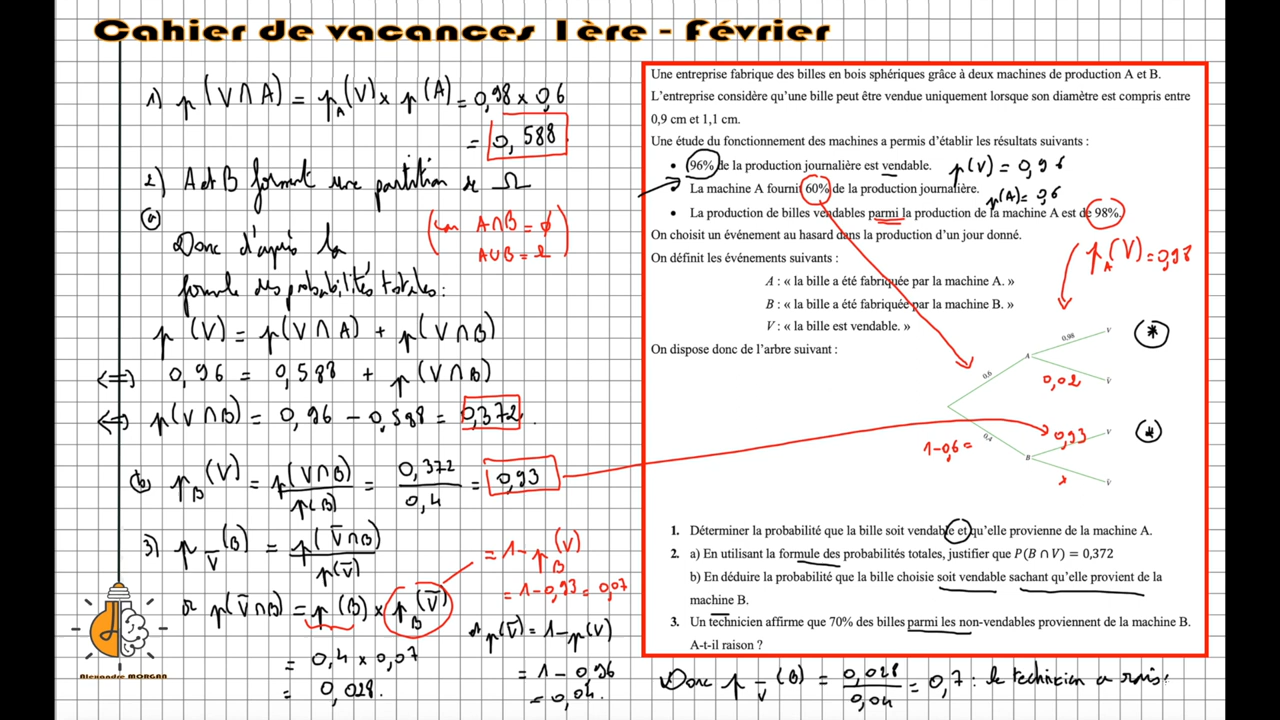 Cahier de vacances 1ère - Février
1) p(V∩A) = p_A(V) × p(A) = 0,98 × 0,6
= 0,588
2) A et B forment une partition de Ω
a)
(car A∩B = ∅
A∪B = Ω)
Donc d'après la
formule des probabilités totales:
p(V) = p(V∩A) + p(V∩B)
<=> 0,96 = 0,588 + p(V∩B)
<=> p(V∩B) = 0,96 - 0,588 = 0,372.
b) p_B(V) = p(V∩B)/p(B) = 0,372/0,4 = 0,93
3) p_V̄(B) = p(V̄∩B)/p(V̄)
or p(V̄∩B) = p(B) × p_B(V̄)
= 0,4 × 0,07
= 0,028.
= 1 - p_B(V)
= 1 - 0,93 = 0,07
et p(V̄) = 1 - p(V)
= 1 - 0,96
= 0,04.
Alexandre MORGAN
Une entreprise fabrique des billes en bois sphériques grâce à deux machines de production A et B.
L'entreprise considère qu'une bille peut être vendue uniquement lorsque son diamètre est compris entre
0,9 cm et 1,1 cm.
Une étude du fonctionnement des machines a permis d'établir les résultats suivants :
• 96% de la production journalière est vendable. p(V) = 0,96
• La machine A fournit 60% de la production journalière. p(A) = 0,6
• La production de billes vendables parmi la production de la machine A est de 98%.
On choisit un événement au hasard dans la production d'un jour donné.
p_A(V) = 0,98
On définit les événements suivants :
A : « la bille a été fabriquée par la machine A. »
B : « la bille a été fabriquée par la machine B. »
V : « la bille est vendable. »
On dispose donc de l'arbre suivant :
0,98 V *
A
0,6 0,02 V̄
0,4 0,93 V *
1-0,6=
B
x V̄
1. Déterminer la probabilité que la bille soit vendable et qu'elle provienne de la machine A.
2. a) En utilisant la formule des probabilités totales, justifier que P(B ∩ V) = 0,372
b) En déduire la probabilité que la bille choisie soit vendable sachant qu'elle provient de la
machine B.
3. Un technicien affirme que 70% des billes parmi les non-vendables proviennent de la machine B.
A-t-il raison ?
Donc p_V̄(B) = 0,028/0,04 = 0,7 : le technicien a